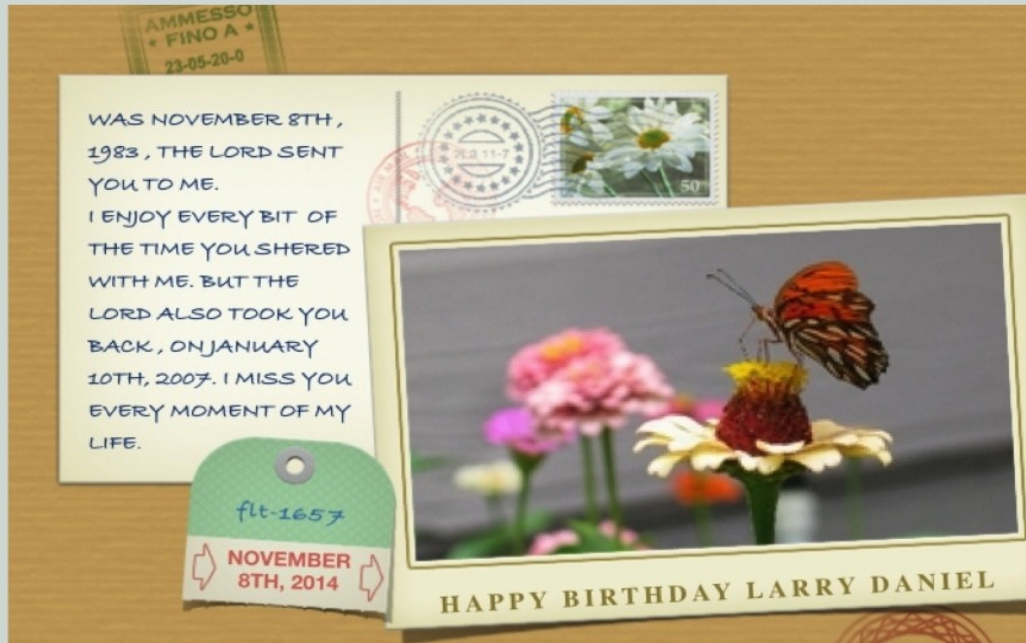 AMMESSO
* FINO A *
23-05-20-0
WAS NOVEMBER 8TH ,
1983 , THE LORD SENT
YOU TO ME.
I ENJOY EVERY BIT OF
THE TIME YOU SHERED
WITH ME. BUT THE
LORD ALSO TOOK YOU
BACK , ON JANUARY
10TH, 2007. I MISS YOU
EVERY MOMENT OF MY
LIFE.
50
flt-1657
NOVEMBER
8TH, 2014
HAPPY BIRTHDAY LARRY DANIEL